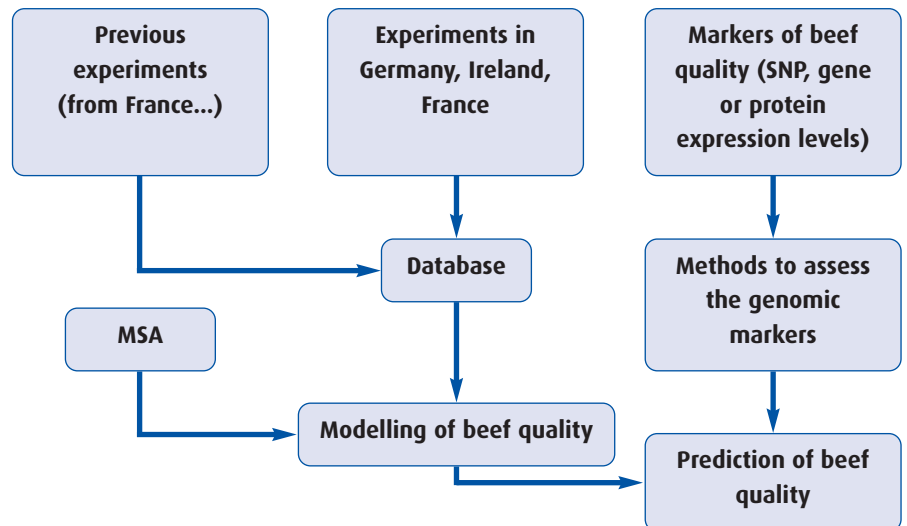 Previous
experiments
(from France...)
Experiments in
Germany, Ireland,
France
Markers of beef
quality (SNP, gene
or protein
expression levels)
Database
Methods to assess
the genomic
markers
MSA
Modelling of beef quality
Prediction of beef
quality